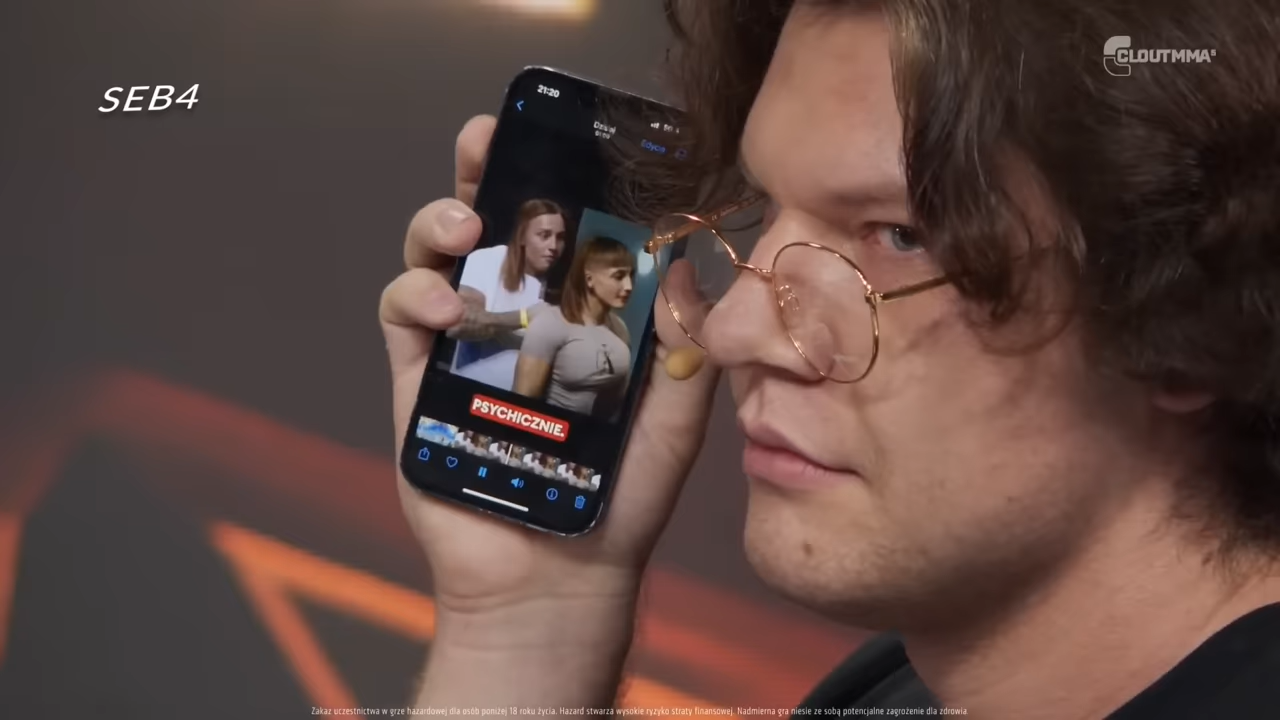 CLOUTMMA
SEB4
21:20
Edycja
PSYCHICZNIE.
Zakaz uczestnictwa w grze hazardowej dla osób poniżej 18 roku życia. Hazard stwarza wysokie ryzyko straty finansowej. Nadmierna gra niesie ze sobą potencjalne zagrożenie dla zdrowia.